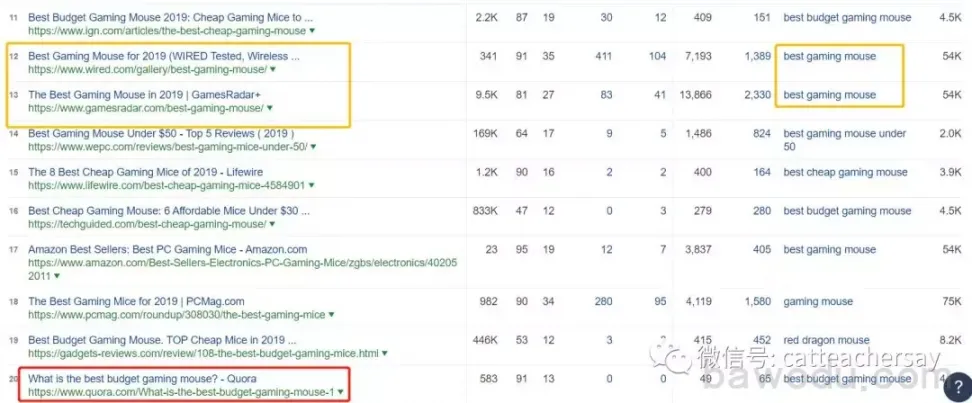 11 Best Budget Gaming Mouse 2019: Cheap Gaming Mice to ... 2.2K 87 19 30 12 409 151 best budget gaming mouse 4.5K
https://www.ign.com/articles/the-best-cheap-gaming-mouse ▼
12 Best Gaming Mouse for 2019 (WIRED Tested, Wireless ... 341 91 35 411 104 7,193 1,389 best gaming mouse 54K
https://www.wired.com/gallery/best-gaming-mouse/ ▼
13 The Best Gaming Mouse in 2019 | GamesRadar+ 9.5K 81 27 83 41 13,866 2,330 best gaming mouse 54K
https://www.gamesradar.com/best-gaming-mouse/ ▼
14 Best Gaming Mouse Under $50 - Top 5 Reviews ( 2019 ) 169K 64 17 9 5 1,486 824 best gaming mouse under 2.0K
https://www.wepc.com/reviews/best-gaming-mice-under-50/ ▼ 50
15 The 8 Best Cheap Gaming Mice of 2019 - Lifewire 1.2K 90 16 2 2 400 164 best cheap gaming mouse 3.9K
https://www.lifewire.com/best-cheap-gaming-mice-4584901 ▼
16 Best Cheap Gaming Mouse: 6 Affordable Mice Under $30 ... 833K 47 12 0 3 279 280 best budget gaming mouse 4.5K
https://techguided.com/best-cheap-gaming-mouse/ ▼
17 Amazon Best Sellers: Best PC Gaming Mice - Amazon.com 23 95 19 12 7 3,837 405 best gaming mouse 54K
https://www.amazon.com/Best-Sellers-Electronics-PC-Gaming-Mice/zgbs/electronics/40205
2011 ▼
18 The Best Gaming Mice for 2019 | PCMag.com 982 90 34 280 95 4,119 1,580 gaming mouse 75K
https://www.pcmag.com/roundup/308030/the-best-gaming-mice ▼
19 Best Budget Gaming Mouse. TOP Cheap Mice in 2019 ... 446K 53 12 3 415 452 red dragon mouse 8.2K
https://gadgets-reviews.com/review/108-the-best-budget-gaming-mice.html ▼
微信号: catteachersay
20 What is the best budget gaming mouse? - Quora 583 91 13 0 0 49 65 best budget gaming mouse
https://www.quora.com/What-is-the-best-budget-gaming-mouse-1 ▼
bawodu.com
?